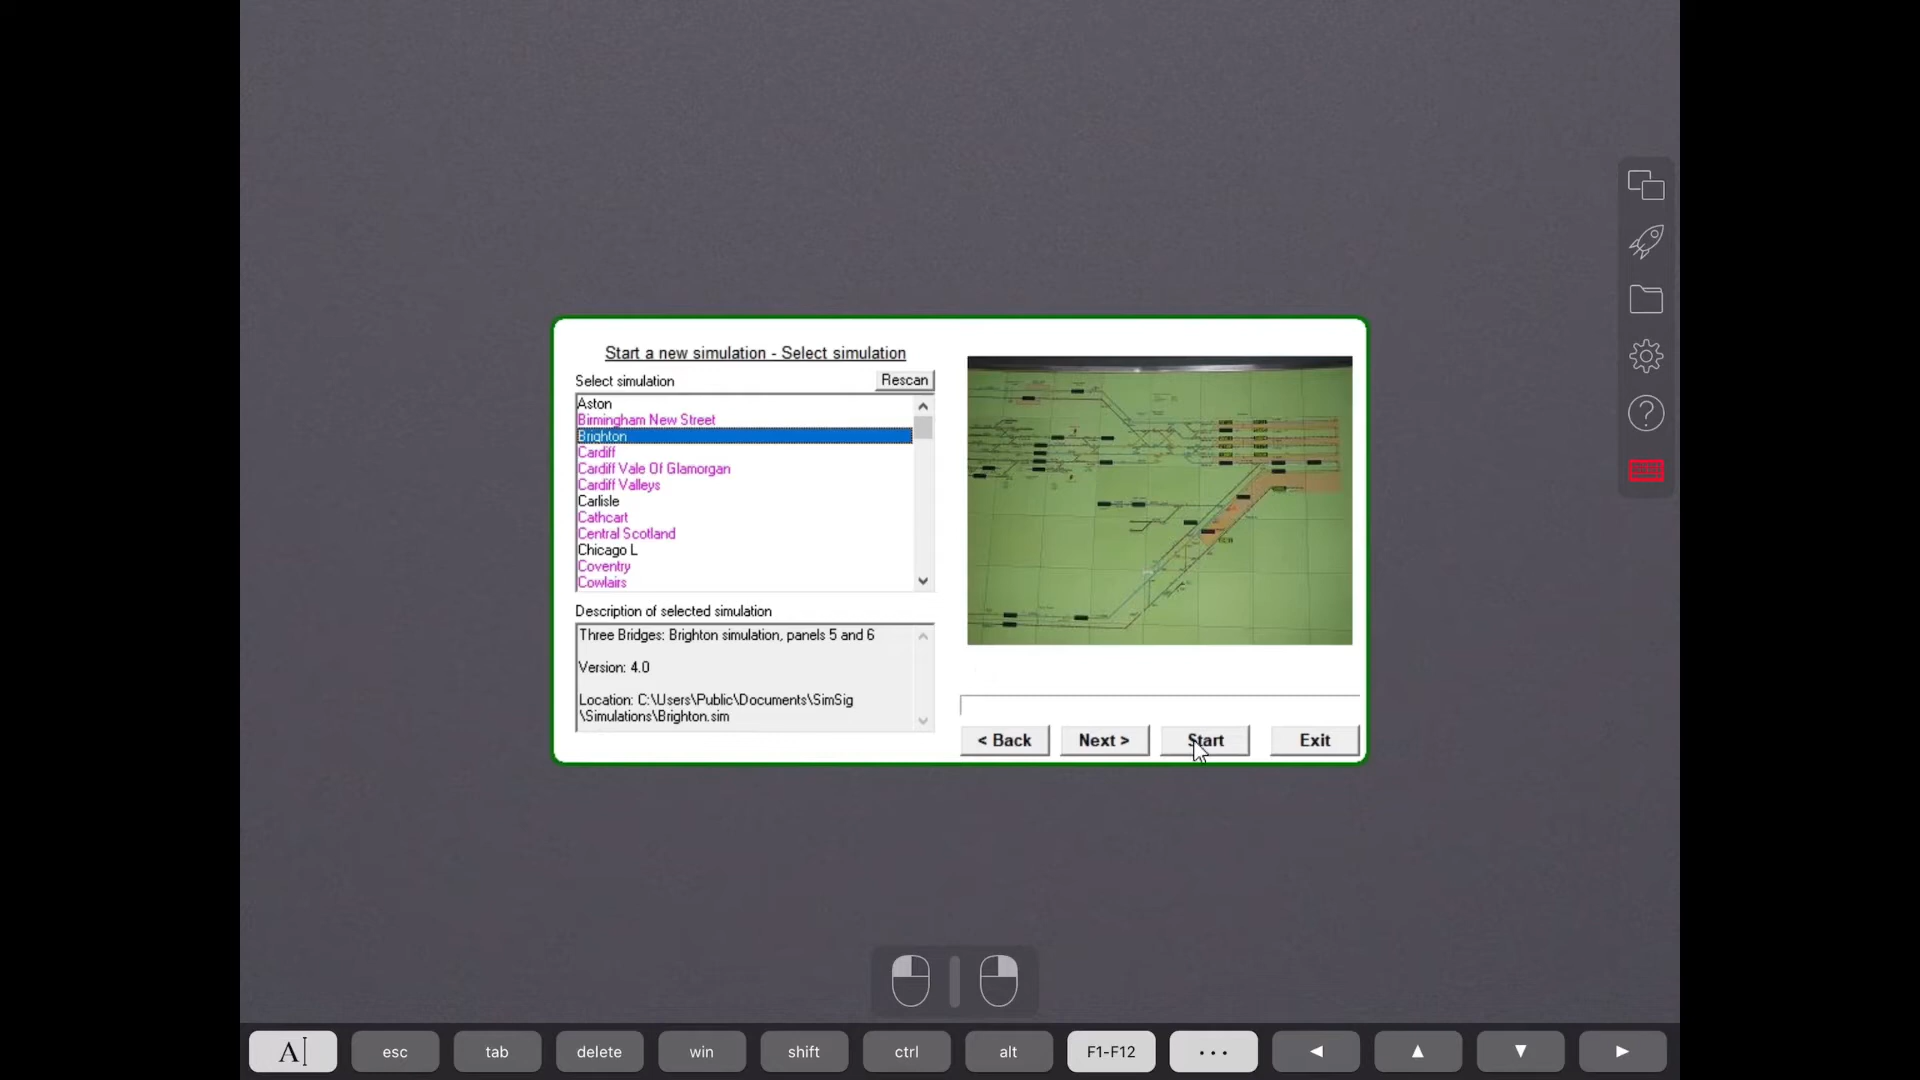 Start a new simulation - Select simulation
Select simulation
Rescan
Aston
Birmingham New Street
Brighton
Cardiff
Cardiff Vale Of Glamorgan
Cardiff Valleys
Carlisle
Cathcart
Central Scotland
Chicago L
Coventry
Cowlairs
Description of selected simulation
Three Bridges: Brighton simulation, panels 5 and 6
Version: 4.0
Location: C:\Users\Public\Documents\SimSig
\Simulations\Brighton.sim
< Back
Next >
Start
Exit
A
esc
tab
delete
win
shift
ctrl
alt
F1-F12
...